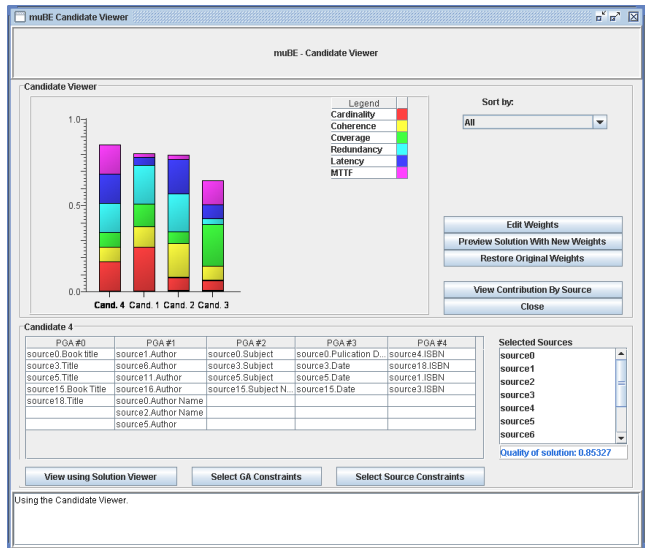 muBE Candidate Viewer
muBE - Candidate Viewer
Candidate Viewer
Legend
Cardinality
Coherence
Coverage
Redundancy
Latency
MTTF
1.0
0.5
0.0
Cand. 4 Cand. 1 Cand. 2 Cand. 3
Sort by:
All
Edit Weights
Preview Solution With New Weights
Restore Original Weights
View Contribution By Source
Close
Candidate 4
PGA #0 PGA #1 PGA #2 PGA #3 PGA #4
source0.Book title source1.Author source0.Subject source0.Pulication D... source4.ISBN
source3.Title source6.Author source3.Subject source3.Date source18.ISBN
source5.Title source11.Author source5.Subject source5.Date source1.ISBN
source15.Book Title source16.Author source15.Subject N... source15.Date source3.ISBN
source18.Title source0.Author Name
source2.Author Name
source5.Author
Selected Sources
source0
source1
source2
source3
source4
source5
source6
Quality of solution: 0.85327
View using Solution Viewer Select GA Constraints Select Source Constraints
Using the Candidate Viewer.